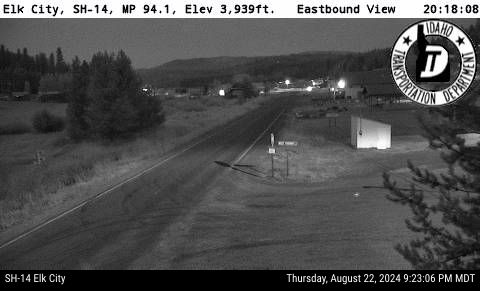 Elk City, SH-14, MP 94.1, Elev 3,939ft. Eastbound View 20:18:08
IDAHO
TRANSPORTATION DEPARTMENT
SH-14 Elk City Thursday, August 22, 2024 9:23:06 PM MDT